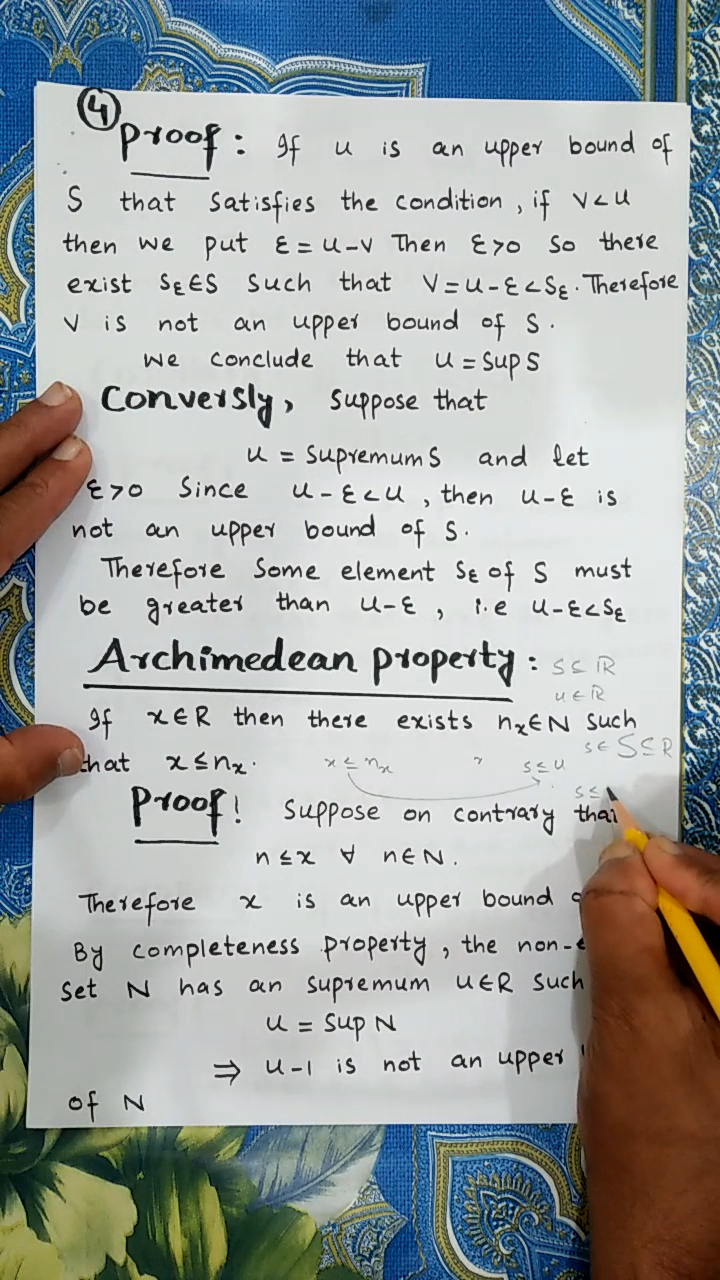 4
Proof: If u is an upper bound of
S that satisfies the condition, if v<u
then we put ε=u-v Then ε>0 so there
exist Sε∈S such that v=u-ε<Sε. Therefore
v is not an upper bound of S.
we conclude that u = sup S
Conversly, suppose that
u = supremum S and let
ε>0 Since u-ε<u, then u-ε is
not an upper bound of S.
Therefore some element Sε of S must
be greater than u-ε, i.e u-ε<Sε
Archimedean property: S⊆ℝ
u∈ℝ
If x∈R then there exists nₓ∈N such
that x≤nₓ. x≤nₓ s≤u s∈S⊆R
s≤
Proof! Suppose on contrary that
n≤x ∀ n∈N.
Therefore x is an upper bound
By completeness property, the non-
set N has an supremum u∈R such
u = sup N
⇒ u-1 is not an upper
of N